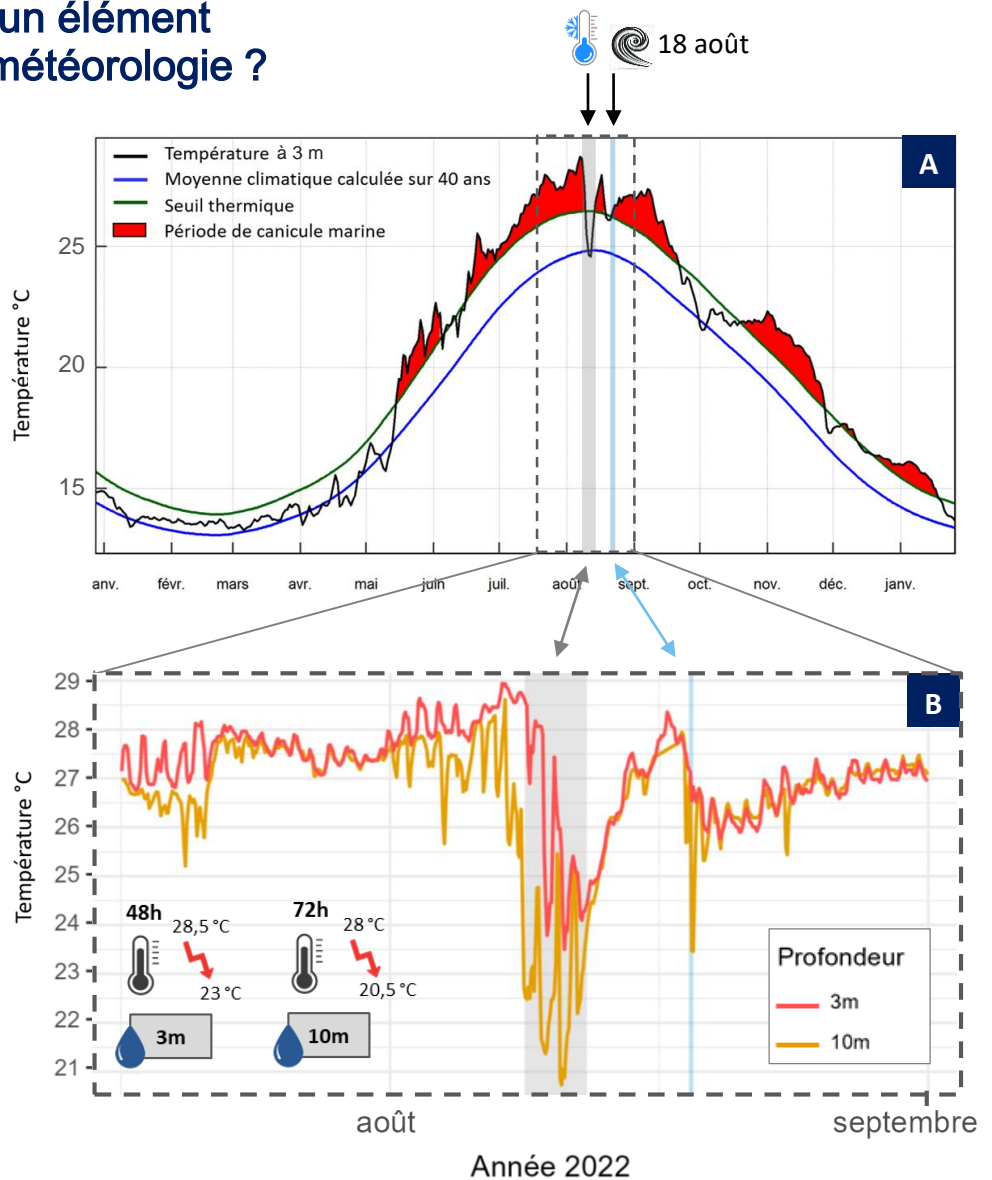 un élément
météorologie ?
18 août
A
Température à 3 m
Moyenne climatique calculée sur 40 ans
Seuil thermique
Période de canicule marine
Température °C
25
20
15
anv.
févr.
mars
avr.
mai
juin
juil.
août
sept.
oct.
nov.
déc.
janv.
B
Température °C
29
28
27
26
25
24
23
22
21
48h
28,5 °C
23 °C
3m
72h
28 °C
20,5 °C
10m
Profondeur
3m
10m
août
septembre
Année 2022